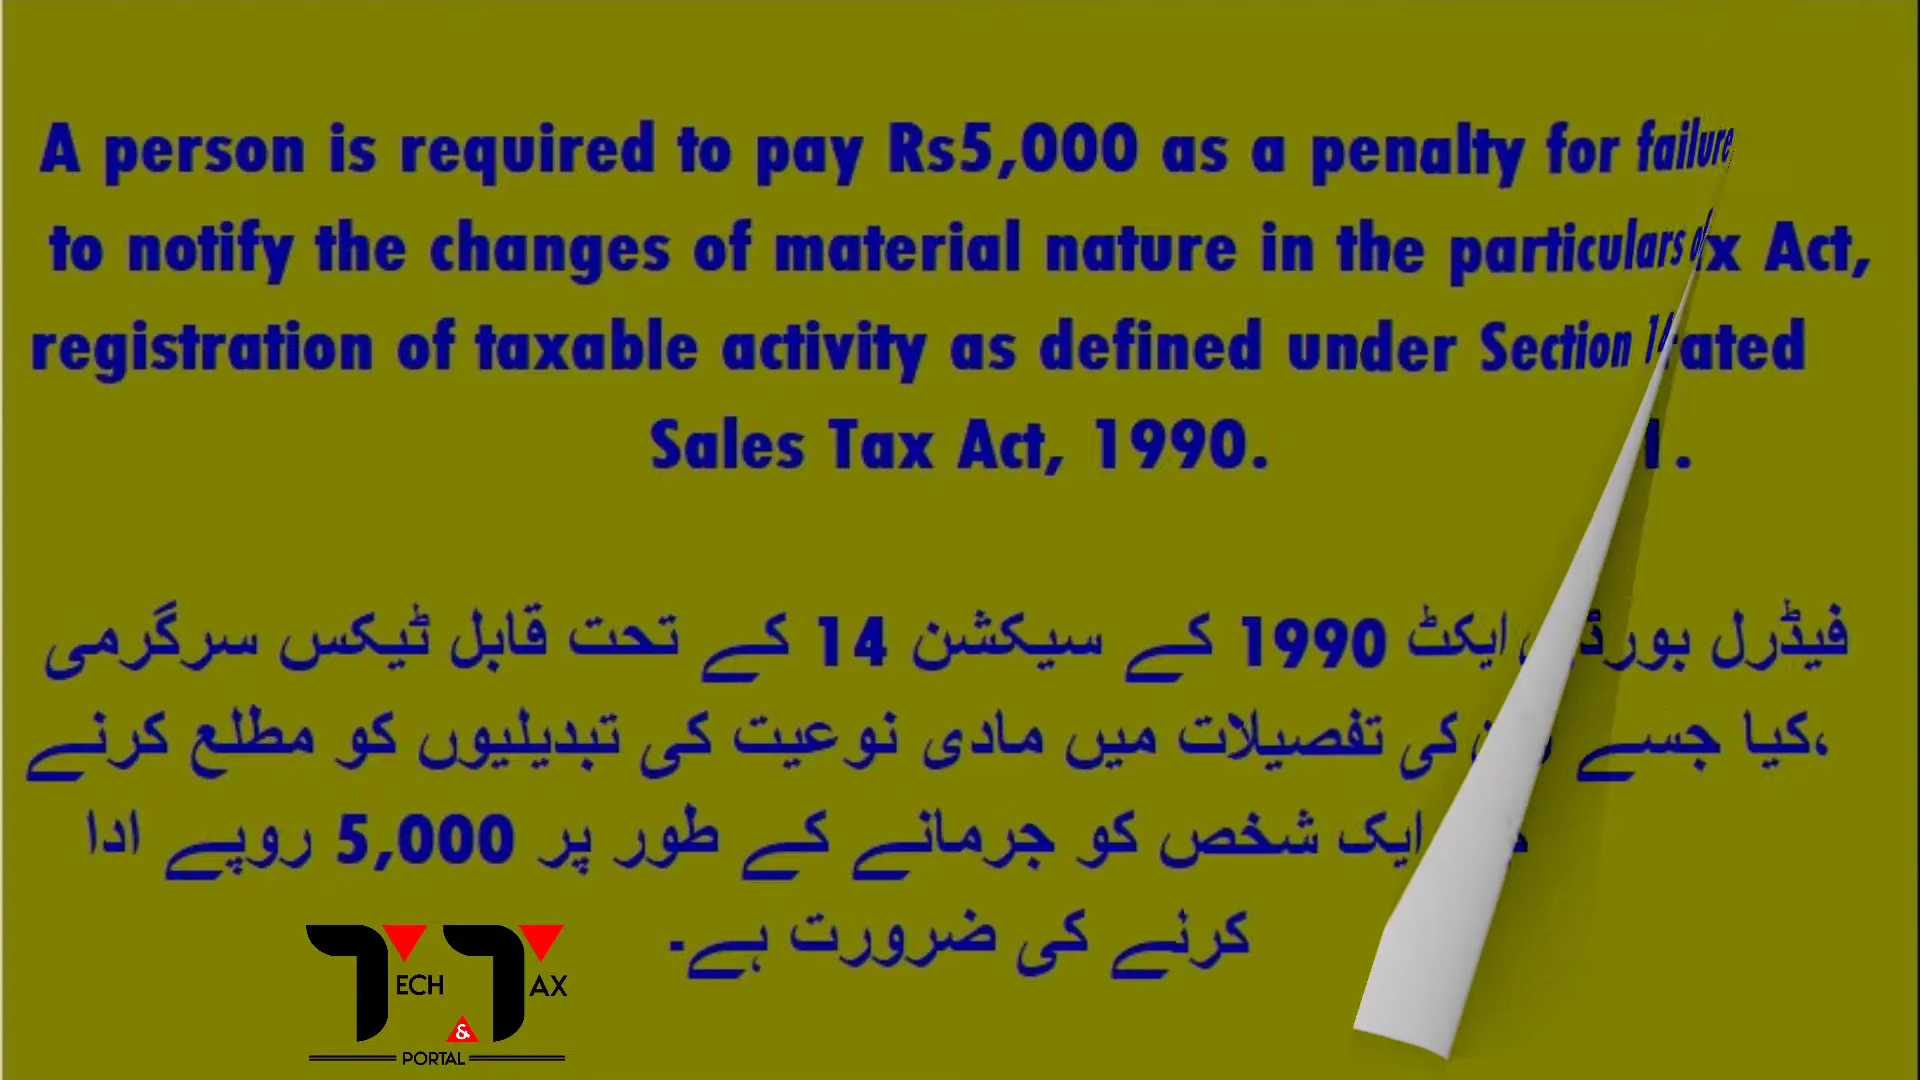 A person is required to pay Rs5,000 as a penalty for failure
to notify the changes of material nature in the particulars x Act,
registration of taxable activity as defined under Section ated
Sales Tax Act, 1990. 1.
فیڈرل بورڈ ایکٹ 1990 کے سیکشن 14 کے تحت قابل ٹیکس سرگرمی
کیا جسے کی تفصیلات میں مادی نوعیت کی تبدیلیوں کو مطلع کرنے،
ایک شخص کو جرمانے کے طور پر 5,000 روپے ادا
کرنے کی ضرورت ہے۔
TECH & TAX
PORTAL